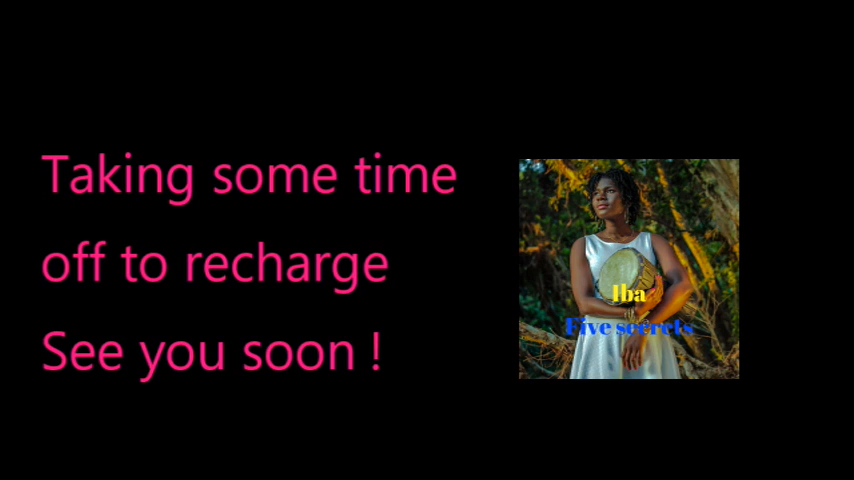 Taking some time
off to recharge
See you soon !
Iba
Five secrets